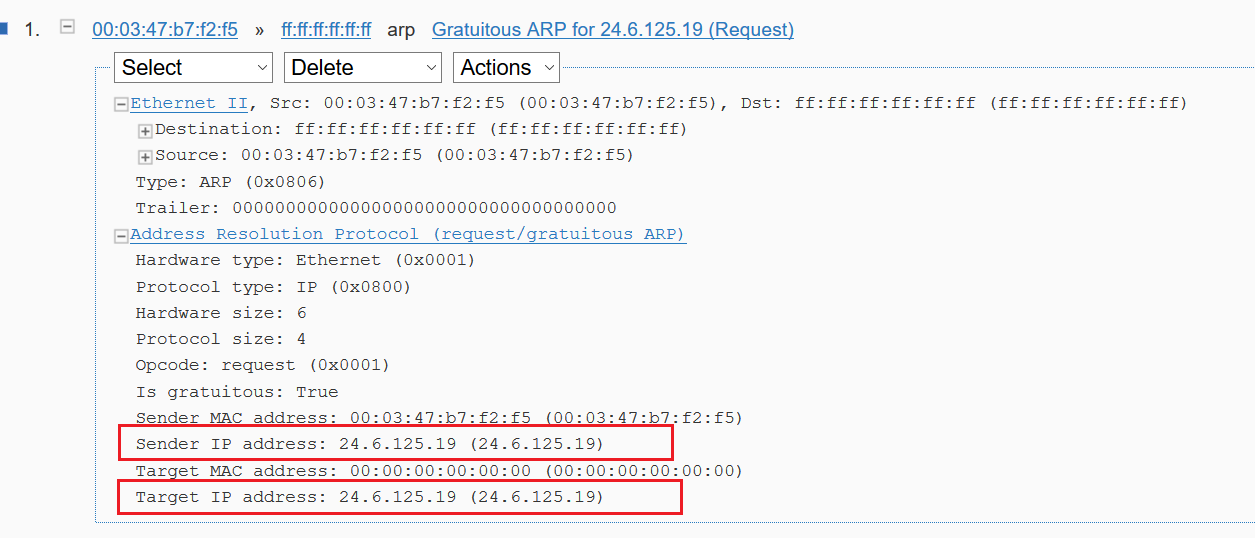 1. 00:03:47:b7:f2:f5 » ff:ff:ff:ff:ff:ff arp Gratuitous ARP for 24.6.125.19 (Request)
Select Delete Actions
Ethernet II, Src: 00:03:47:b7:f2:f5 (00:03:47:b7:f2:f5), Dst: ff:ff:ff:ff:ff:ff (ff:ff:ff:ff:ff:ff)
Destination: ff:ff:ff:ff:ff:ff (ff:ff:ff:ff:ff:ff)
Source: 00:03:47:b7:f2:f5 (00:03:47:b7:f2:f5)
Type: ARP (0x0806)
Trailer: 000000000000000000000000000000000000
Address Resolution Protocol (request/gratuitous ARP)
Hardware type: Ethernet (0x0001)
Protocol type: IP (0x0800)
Hardware size: 6
Protocol size: 4
Opcode: request (0x0001)
Is gratuitous: True
Sender MAC address: 00:03:47:b7:f2:f5 (00:03:47:b7:f2:f5)
Sender IP address: 24.6.125.19 (24.6.125.19)
Target MAC address: 00:00:00:00:00:00 (00:00:00:00:00:00)
Target IP address: 24.6.125.19 (24.6.125.19)